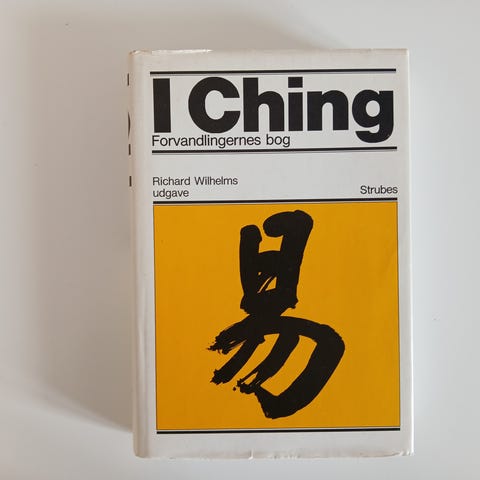 I Ching
Forvandlingernes bog
Richard Wilhelms
udgave
Strubes
易